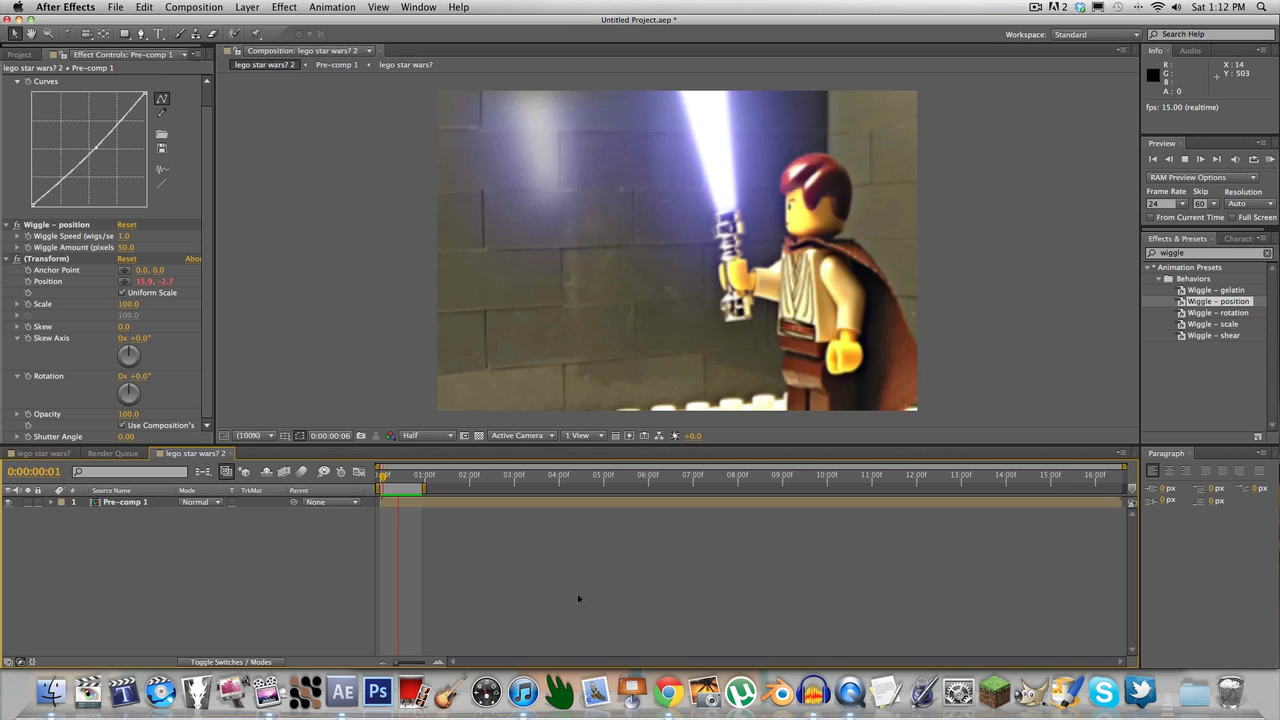 After Effects File Edit Composition Layer Effect Animation View Window Help
2 Sat 1:12 PM
Untitled Project.aep *
Workspace: Standard Search Help
Project Effect Controls: Pre-comp 1
Composition: lego star wars? 2
Info Audio
lego star wars? 2 • Pre-comp 1
lego star wars? 2 Pre-comp 1 lego star wars?
R: X : 14
G: Y : 503
B:
A : 0
Curves
fps: 15.00 (realtime)
Preview
RAM Preview Options
Frame Rate Skip Resolution
24 60 Auto
From Current Time Full Screen
Wiggle - position Reset
Wiggle Speed (wigs/se 1.0
Wiggle Amount (pixels 50.0
(Transform) Reset Abo
Anchor Point 0.0, 0.0
Position 15.9, -2.7
Uniform Scale
Scale 100.0
100.0
Skew 0.0
Skew Axis 0x +0.0°
Rotation 0x +0.0°
Opacity 100.0
Use Composition's
Shutter Angle 0.00
Effects & Presets Charact
wiggle
* Animation Presets
Behaviors
Wiggle - gelatin
Wiggle - position
Wiggle - rotation
Wiggle - scale
Wiggle - shear
(100%) 0:00:00:06 Half Active Camera 1 View +0.0
lego star wars? Render Queue lego star wars? 2
Paragraph
0:00:00:01
01:00f 02:00f 03:00f 04:00f 05:00f 06:00f 07:00f 08:00f 09:00f 10:00f 11:00f 12:00f 13:00f 14:00f 15:00f 16:00f
# Source Name Mode T TrkMat Parent
1 Pre-comp 1 Normal None
0 px 0 px 0 px
0 px 0 px
Toggle Switches / Modes
AE Ps